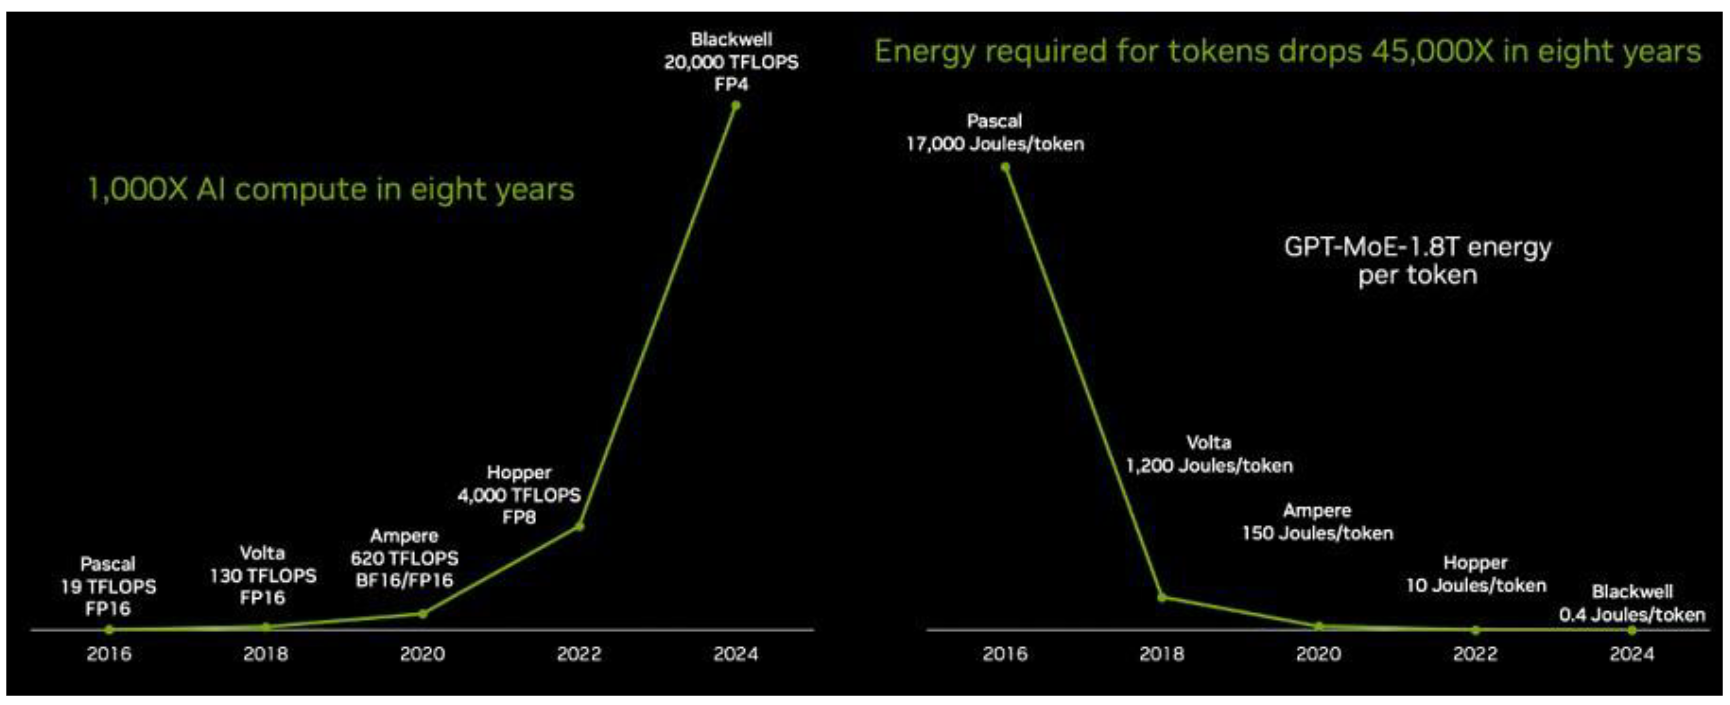 1,000X AI compute in eight years
Pascal
19 TFLOPS
FP16
Volta
130 TFLOPS
FP16
Ampere
620 TFLOPS
BF16/FP16
Hopper
4,000 TFLOPS
FP8
Blackwell
20,000 TFLOPS
FP4
2016
2018
2020
2022
2024
Energy required for tokens drops 45,000X in eight years
GPT-MoE-1.8T energy
per token
Pascal
17,000 Joules/token
Volta
1,200 Joules/token
Ampere
150 Joules/token
Hopper
10 Joules/token
Blackwell
0.4 Joules/token
2016
2018
2020
2022
2024